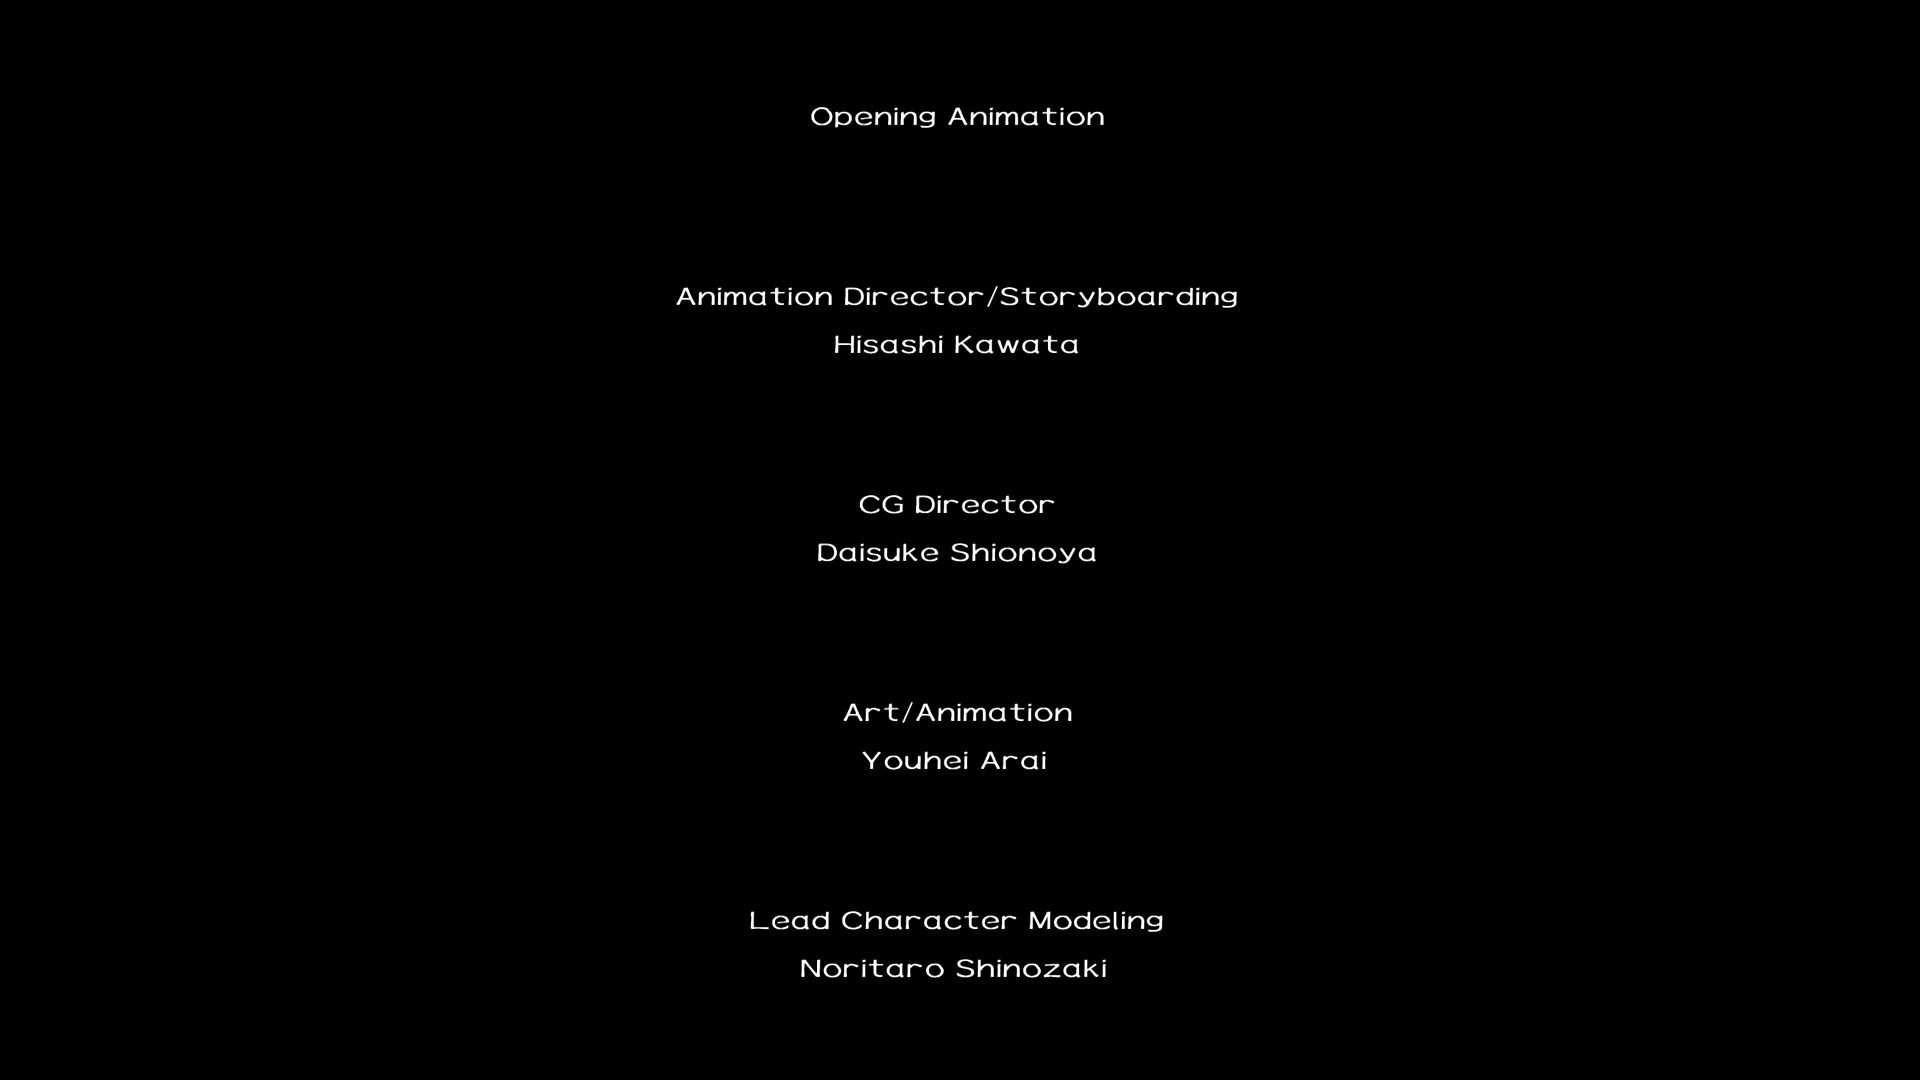 Opening Animation
Animation Director/Storyboarding
Hisashi Kawata
CG Director
Daisuke Shionoya
Art/Animation
Youhei Arai
Lead Character Modeling
Noritaro Shinozaki